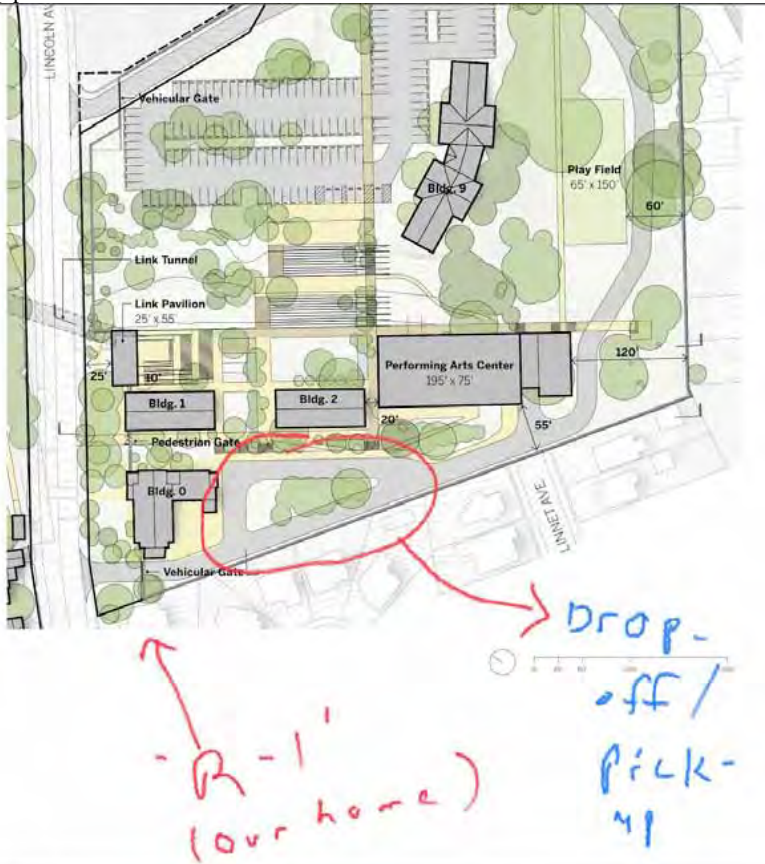 LINCOLN AV
Vehicular Gate
Bldg. 9
Play Field
65' x 150'
60'
Link Tunnel
Link Pavilion
25' x 55'
25'
10'
Performing Arts Center
195' x 75'
120'
Bldg. 1
Bldg. 2
20'
55'
Pedestrian Gate
Bldg. 0
LINNET AVE.
Vehicular Gate
Drop-
off /
Pick-
up
- R-1'
(our home)